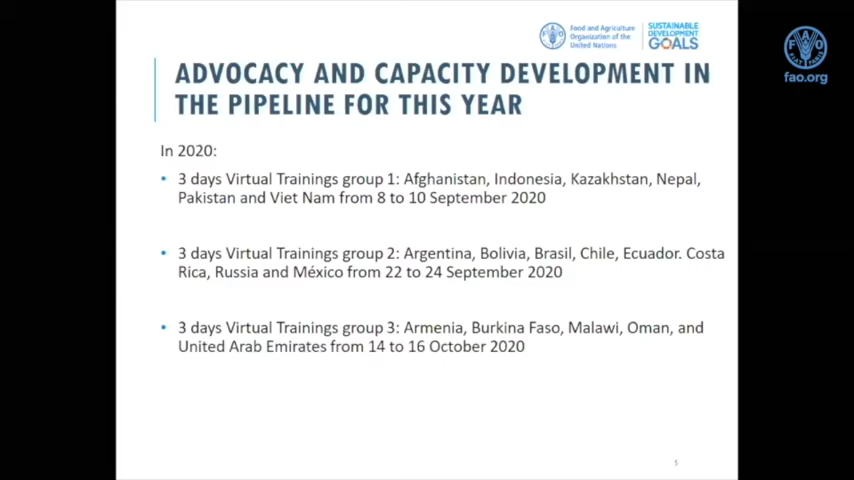 Food and Agriculture
Organization of the
United Nations
SUSTAINABLE
DEVELOPMENT
GOALS
FAO
FIAT PANIS
fao.org
ADVOCACY AND CAPACITY DEVELOPMENT IN
THE PIPELINE FOR THIS YEAR
In 2020:
• 3 days Virtual Trainings group 1: Afghanistan, Indonesia, Kazakhstan, Nepal,
Pakistan and Viet Nam from 8 to 10 September 2020
• 3 days Virtual Trainings group 2: Argentina, Bolivia, Brasil, Chile, Ecuador. Costa
Rica, Russia and México from 22 to 24 September 2020
• 3 days Virtual Trainings group 3: Armenia, Burkina Faso, Malawi, Oman, and
United Arab Emirates from 14 to 16 October 2020
5